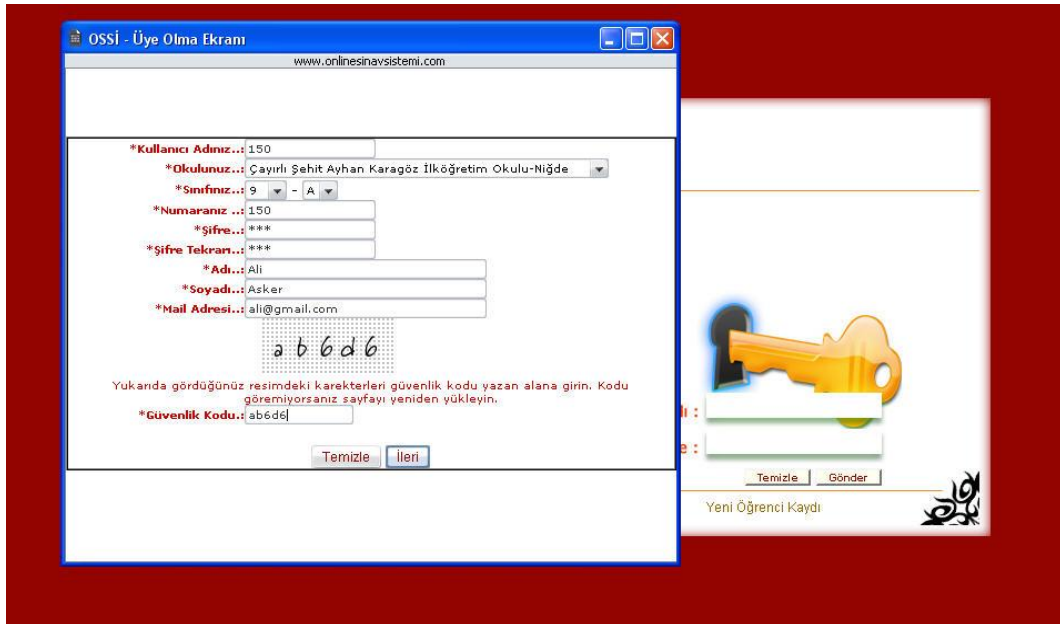 OSSİ - Üye Olma Ekranı
www.onlinesinavsistemi.com
*Kullanıcı Adınız..: 150
*Okulunuz..: Çayırlı Şehit Ayhan Karagöz İlköğretim Okulu-Niğde
*Sınıfınız..: 9 - A
*Numaranız ..: 150
*Şifre..: ***
*Şifre Tekrarı..: ***
*Adı..: Ali
*Soyadı..: Asker
*Mail Adresi..: ali@gmail.com
ab6d6
Yukarıda gördüğünüz resimdeki karekterleri güvenlik kodu yazan alana girin. Kodu
göremiyorsanız sayfayı yeniden yükleyin.
*Güvenlik Kodu.: ab6d6
Temizle İleri
ı :
e :
Temizle Gönder
Yeni Öğrenci Kaydı